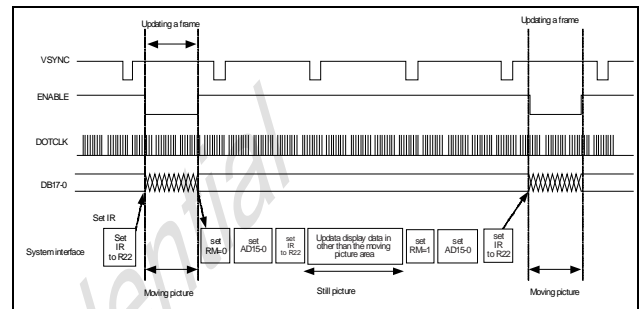 Updating a frame
Updating a frame
VSYNC
ENABLE
DOTCLK
DB17-0
Set IR
System interface
Set
IR
to R22
set
RM=0
set
AD15-0
set
IR
to R22
Updata display data in
other than the moving
picture area
set
RM=1
set
AD15-0
set
IR
to R22
Moving picture
Still picture
Moving picture